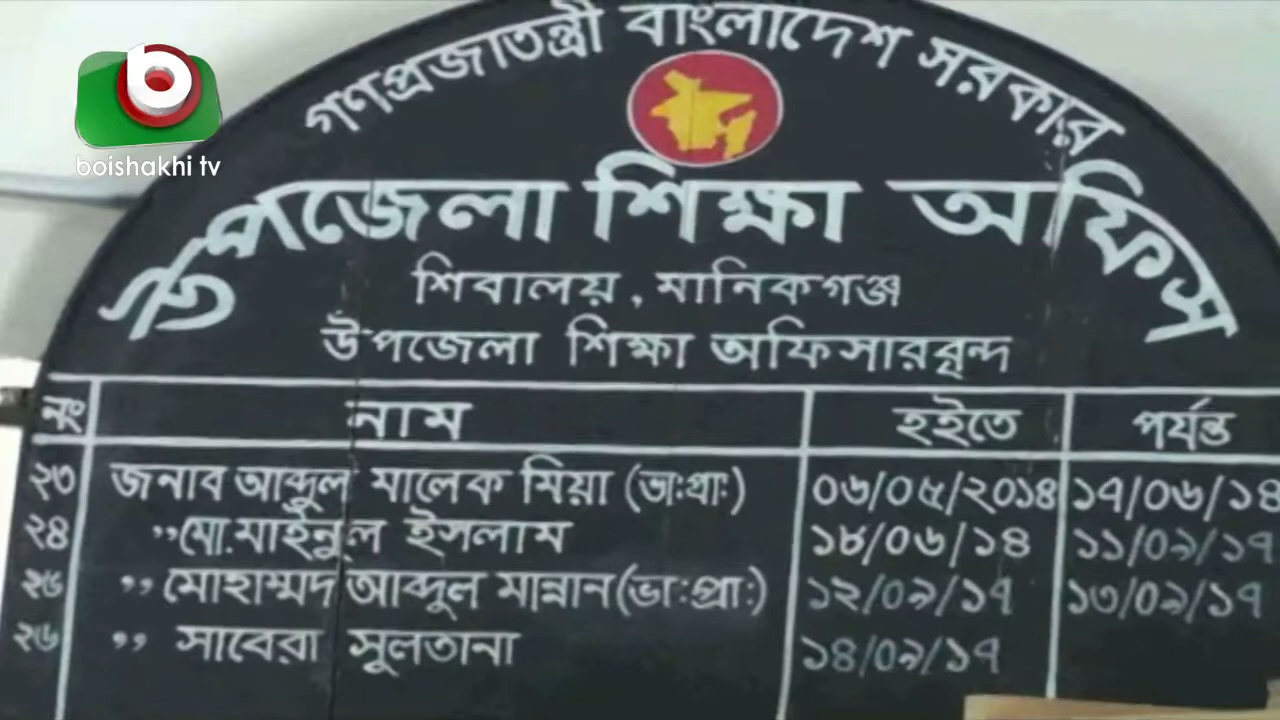 boishakhi tv
গণপ্রজাতন্ত্রী বাংলাদেশ সরকার
উপজেলা শিক্ষা অফিস
শিবালয়, মানিকগঞ্জ
উপজেলা শিক্ষা অফিসারবৃন্দ
নং নাম হইতে পর্যন্ত
২৩ জনাব আব্দুল মালেক মিয়া (ভাঃপ্রাঃ) ০৬/০৫/২০১৪ ১৭/০৬/১৪
২৪ ,, মো. মাইনুল ইসলাম ১৮/০৬/১৪ ১১/০৯/১৭
২৬ ,, মোহাম্মদ আব্দুল মান্নান (ভাঃপ্রাঃ) ১২/০৯/১৭ ১৩/০৯/১৭
২৬ ,, সাবেরা সুলতানা ১৪/০৯/১৭